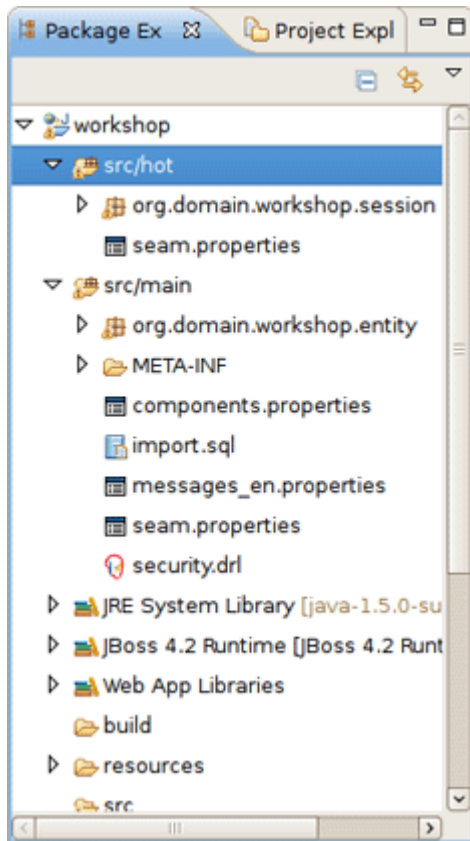 Package Ex
Project Expl
workshop
src/hot
org.domain.workshop.session
seam.properties
src/main
org.domain.workshop.entity
META-INF
components.properties
import.sql
messages_en.properties
seam.properties
security.drl
JRE System Library [java-1.5.0-su
JBoss 4.2 Runtime [JBoss 4.2 Runt
Web App Libraries
build
resources
src